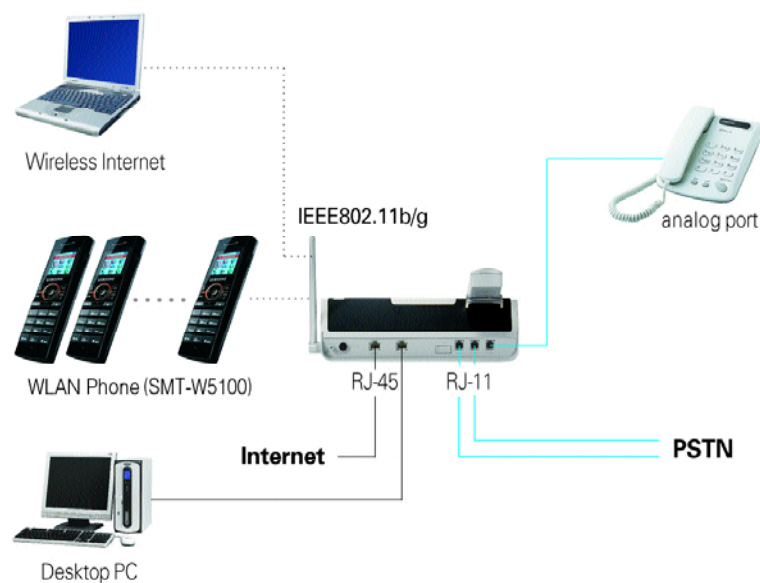 Wireless Internet
IEEE802.11b/g
analog port
WLAN Phone (SMT-W5100)
RJ-45
RJ-11
Internet
PSTN
Desktop PC